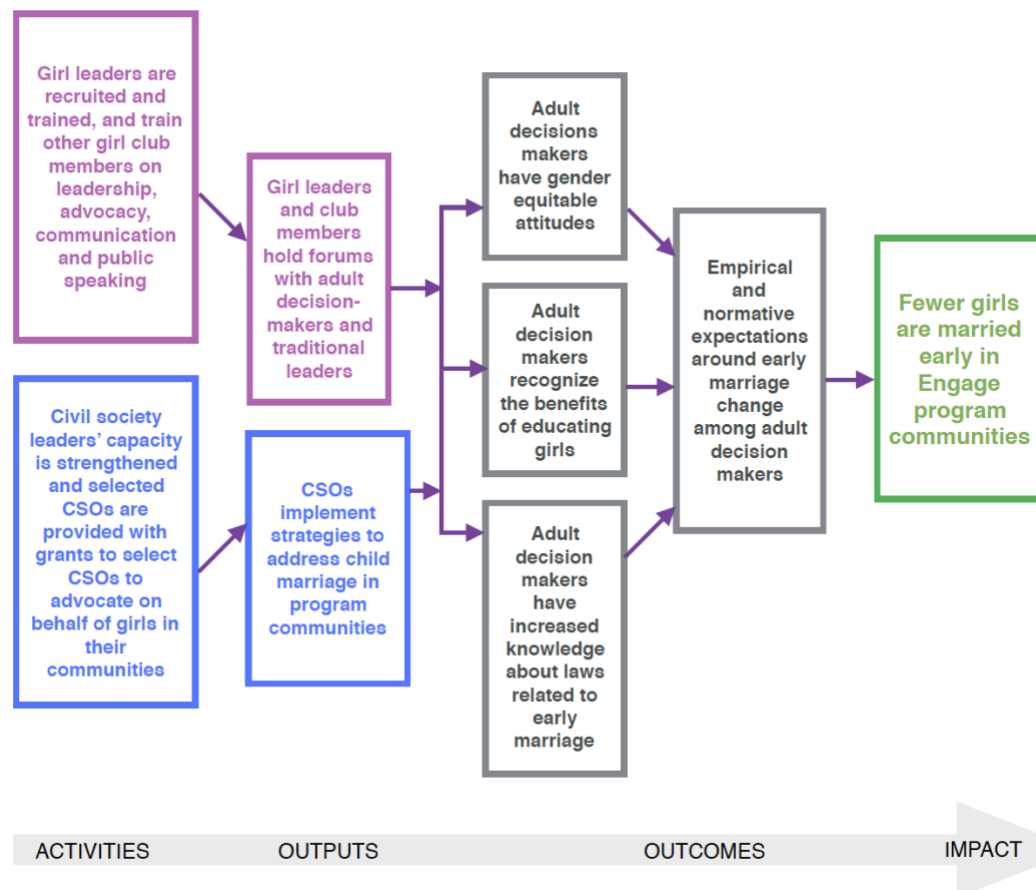 Girl leaders are
recruited and
trained, and train
other girl club
members on
leadership,
advocacy,
communication
and public
speaking
Civil society
leaders’ capacity
is strengthened
and selected
CSOs are
provided with
grants to select
CSOs to
advocate on
behalf of girls in
their
communities
Girl leaders
and club
members
hold forums
with adult
decision-
makers and
traditional
leaders
CSOs
implement
strategies to
address child
marriage in
program
communities
Adult
decisions
makers
have gender
equitable
attitudes
Adult
decision
makers
recognize
the benefits
of educating
girls
Adult
decision
makers
have
increased
knowledge
about laws
related to
early
marriage
Empirical
and
normative
expectations
around early
marriage
change
among adult
decision
makers
Fewer girls
are married
early in
Engage
program
communities
ACTIVITIES
OUTPUTS
OUTCOMES
IMPACT